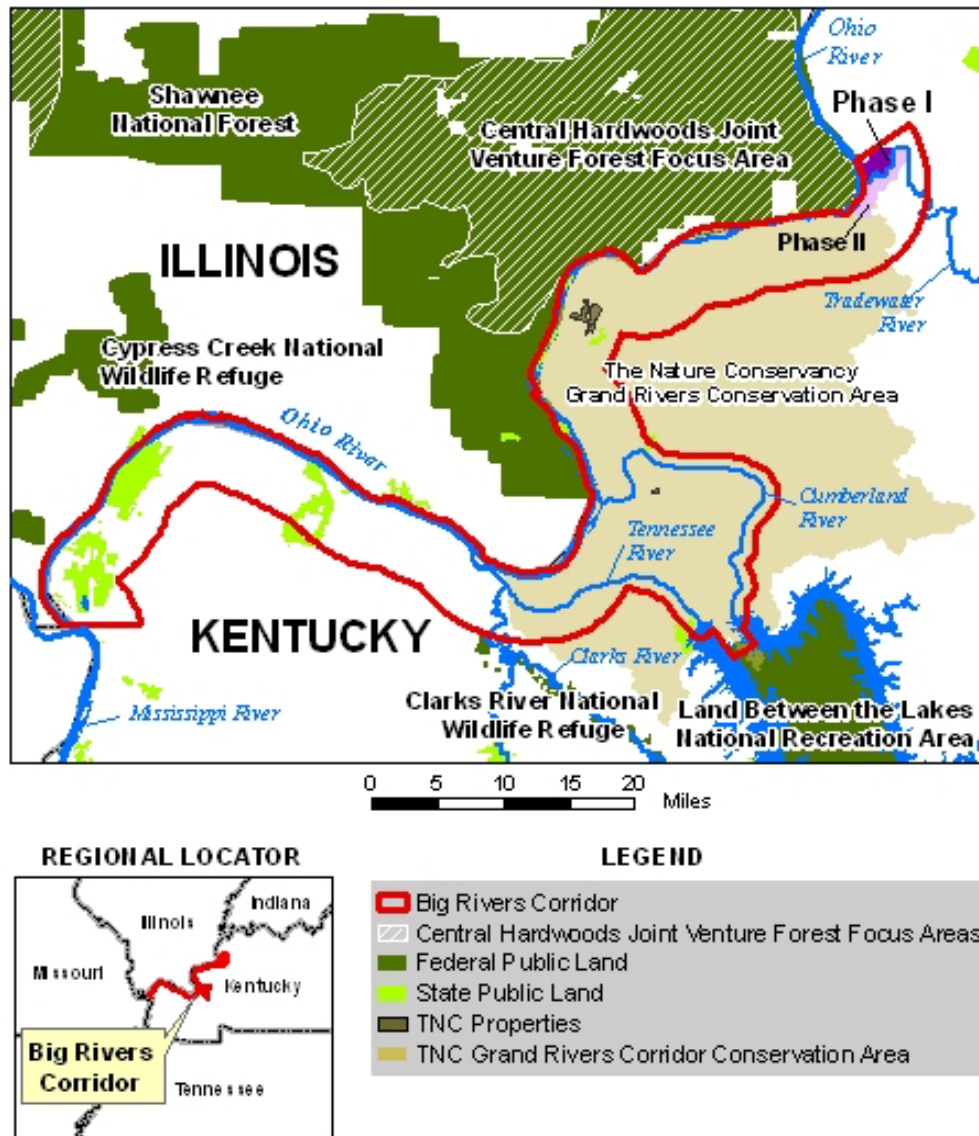 Ohio
River
Phase I
Shawnee
National Forest
Central Hardwoods Joint
Venture Forest Focus Area
Phase II
ILLINOIS
Tradewater
River
Cypress Creek National
Wildlife Refuge
The Nature Conservancy
Grand Rivers Conservation Area
Ohio River
Cumberland
River
Tennessee
River
KENTUCKY
Clarks River
Mississippi River
Clarks River National
Wildlife Refuge
Land Between the Lakes
National Recreation Area
0 5 10 15 20
Miles
REGIONAL LOCATOR
Indiana
Illinois
Missouri
Kentucky
Big Rivers
Corridor
Tennessee
LEGEND
Big Rivers Corridor
Central Hardwoods Joint Venture Forest Focus Areas
Federal Public Land
State Public Land
TNC Properties
TNC Grand Rivers Corridor Conservation Area